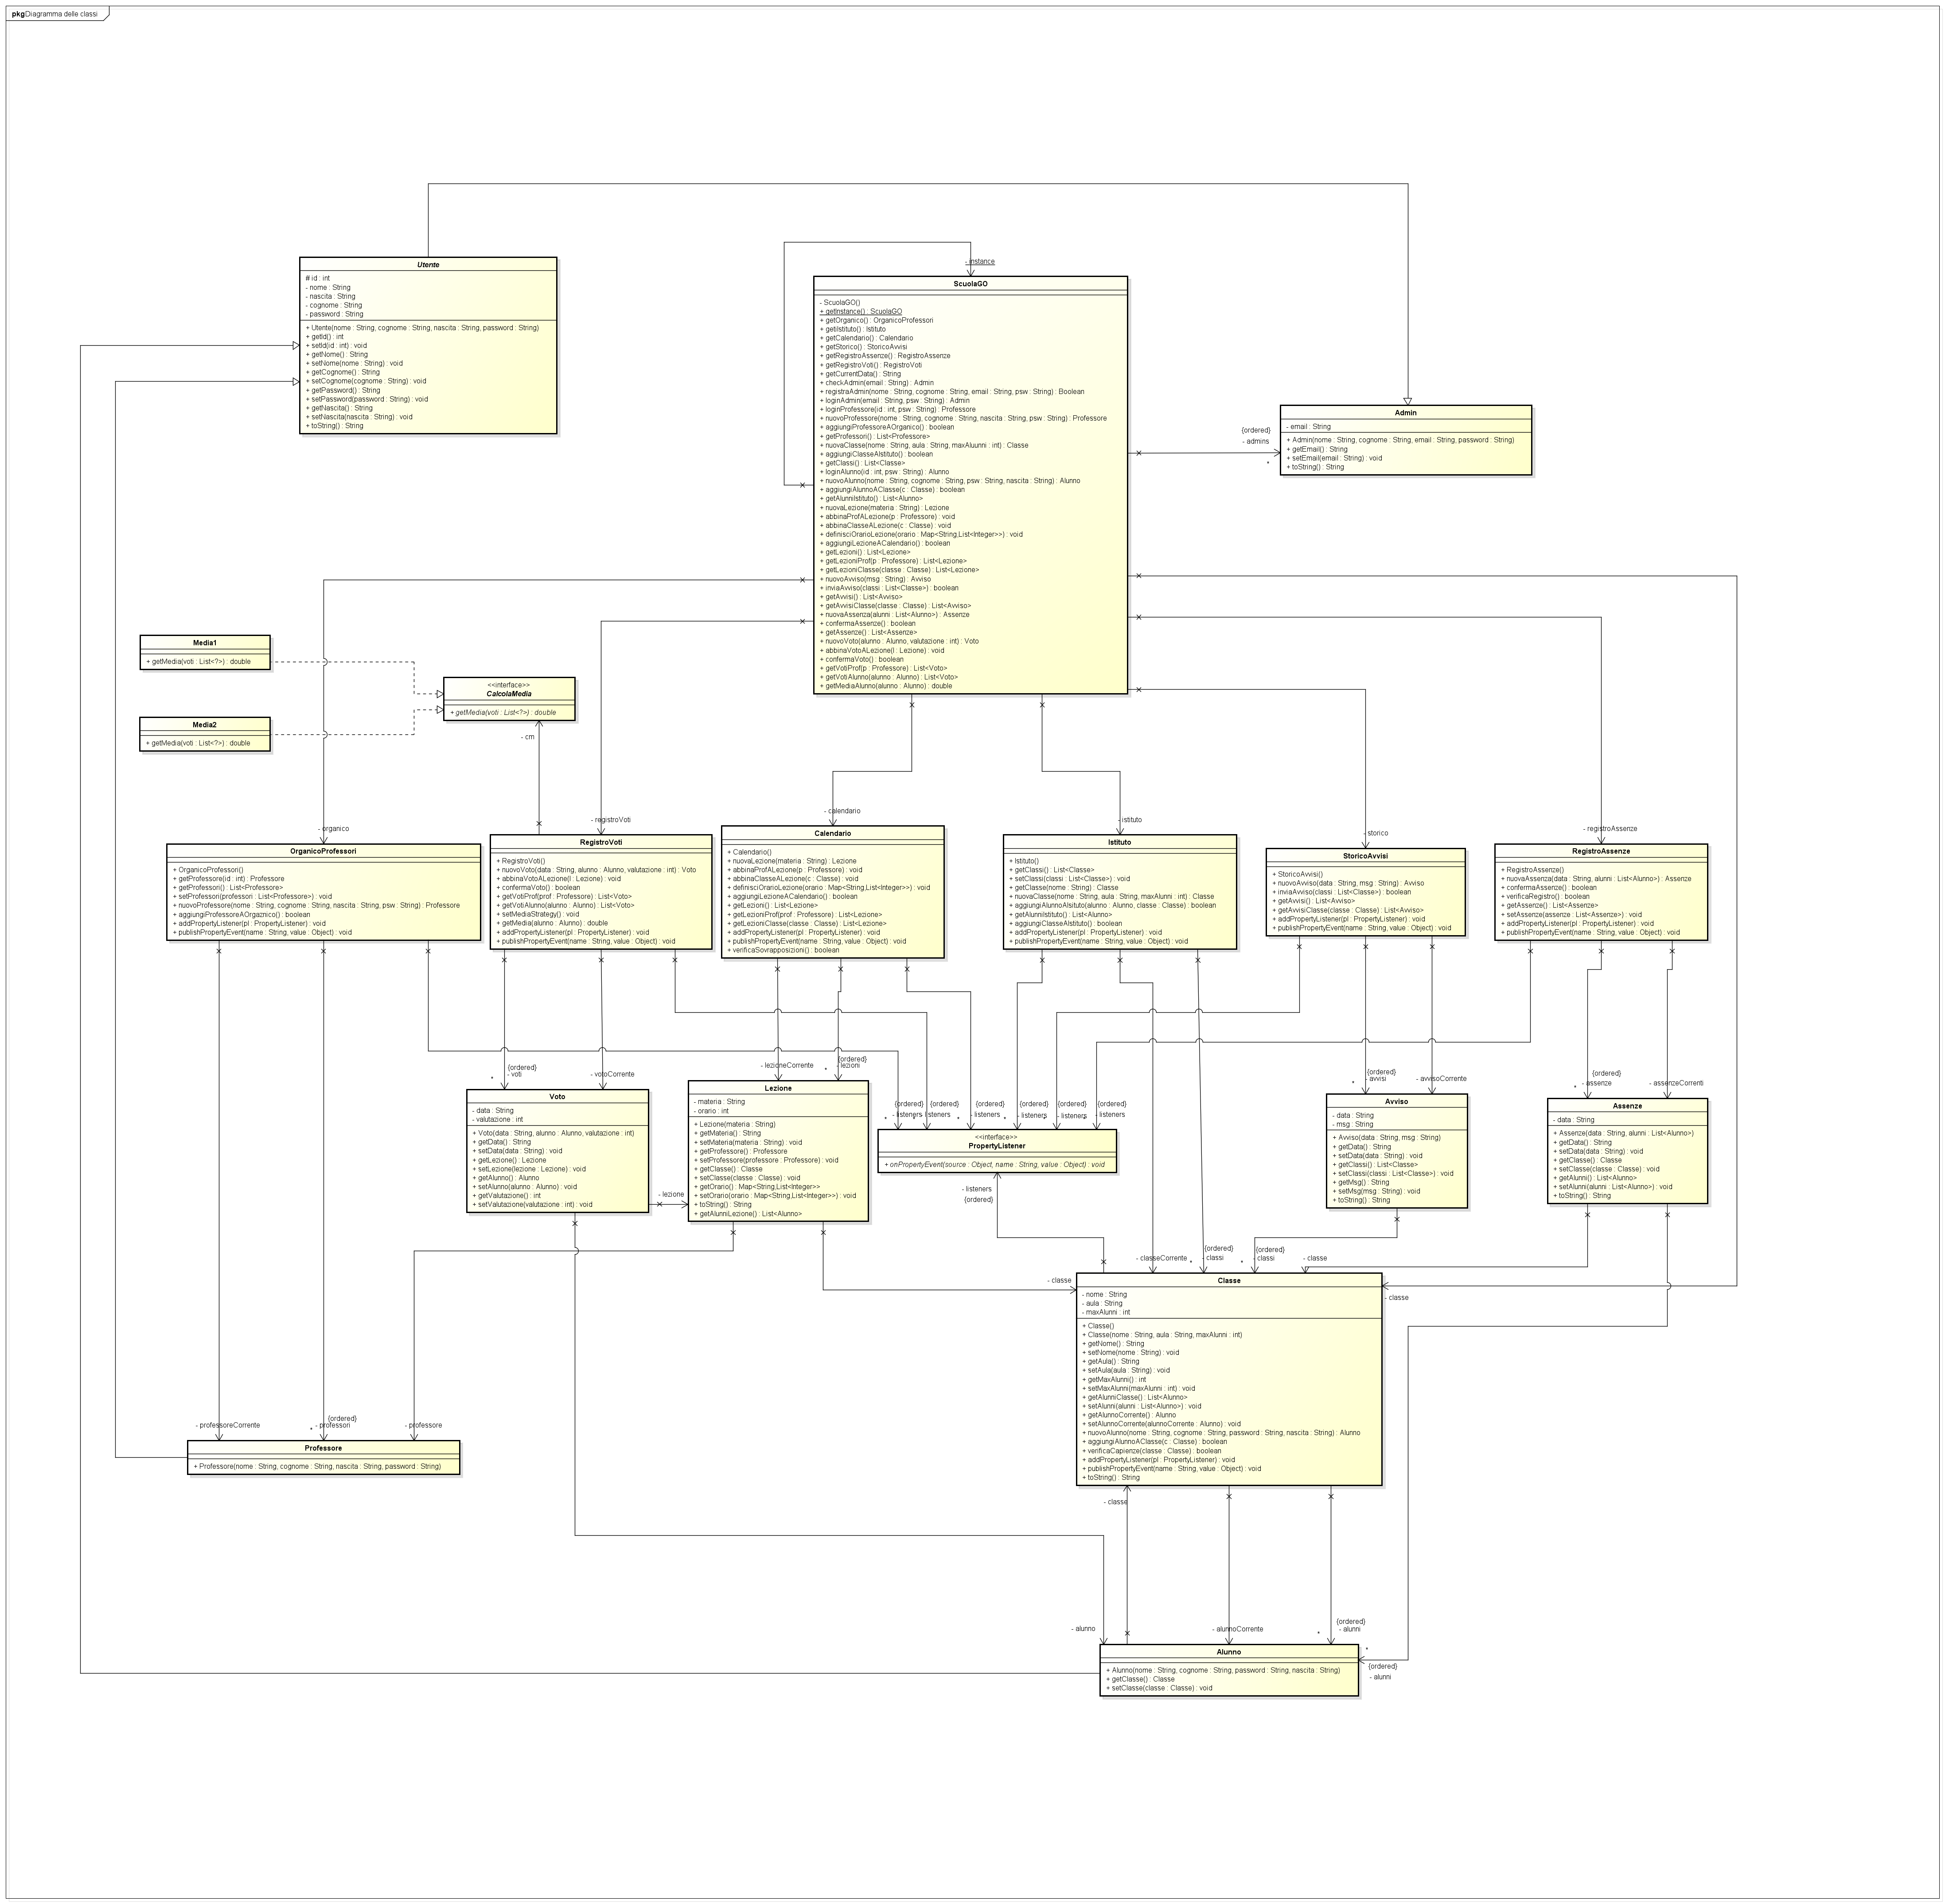 pkg Diagramma delle classi
Utente
# id : int
- nome : String
- nascita : String
- cognome : String
- password : String
+ Utente(nome : String, cognome : String, nascita : String, password : String)
+ getId() : int
+ setId(id : int) : void
+ getNome() : String
+ setNome(nome : String) : void
+ getCognome() : String
+ setCognome(cognome : String) : void
+ getPassword() : String
+ setPassword(password : String) : void
+ getNascita() : String
+ setNascita(nascita : String) : void
+ toString() : String
- instance
ScuolaGO
- ScuolaGO()
+ getInstance() : ScuolaGO
+ getOrganico() : OrganicoProfessori
+ getIstituto() : Istituto
+ getCalendario() : Calendario
+ getStorico() : StoricoAvvisi
+ getRegistroAssenze() : RegistroAssenze
+ getRegistroVoti() : RegistroVoti
+ getCurrentData() : String
+ checkAdmin(email : String) : Admin
+ registraAdmin(nome : String, cognome : String, email : String, psw : String) : Boolean
+ loginAdmin(email : String, psw : String) : Admin
+ loginProfessore(id : int, psw : String) : Professore
+ nuovoProfessore(nome : String, cognome : String, nascita : String, psw : String) : Professore
+ aggiungiProfessoreAOrganico() : boolean
+ getProfessori() : List<Professore>
+ nuovaClasse(nome : String, aula : String, maxAluunni : int) : Classe
+ aggiungiClasseAIstituto() : boolean
+ getClassi() : List<Classe>
+ loginAlunno(id : int, psw : String) : Alunno
+ nuovoAlunno(nome : String, cognome : String, psw : String, nascita : String) : Alunno
+ aggiungiAlunnoAClasse(c : Classe) : boolean
+ getAlunniIstituto() : List<Alunno>
+ nuovaLezione(materia : String) : Lezione
+ abbinaProfALezione(p : Professore) : void
+ abbinaClasseALezione(c : Classe) : void
+ definisciOrarioLezione(orario : Map<String,List<Integer>>) : void
+ aggiungiLezioneACalendario() : boolean
+ getLezioni() : List<Lezione>
+ getLezioniProf(p : Professore) : List<Lezione>
+ getLezioniClasse(classe : Classe) : List<Lezione>
+ nuovoAvviso(msg : String) : Avviso
+ inviaAvviso(classi : List<Classe>) : boolean
+ getAvvisi() : List<Avviso>
+ getAvvisiClasse(classe : Classe) : List<Avviso>
+ nuovaAssenza(alunni : List<Alunno>) : Assenze
+ confermaAssenze() : boolean
+ getAssenze() : List<Assenze>
+ nuovoVoto(alunno : Alunno, valutazione : int) : Voto
+ abbinaVotoALezione(l : Lezione) : void
+ confermaVoto() : boolean
+ getVotiProf(p : Professore) : List<Voto>
+ getVotiAlunno(alunno : Alunno) : List<Voto>
+ getMediaAlunno(alunno : Alunno) : double
{ordered}
- admins
*
Admin
- email : String
+ Admin(nome : String, cognome : String, email : String, password : String)
+ getEmail() : String
+ setEmail(email : String) : void
+ toString() : String
Media1
+ getMedia(voti : List<?>) : double
Media2
+ getMedia(voti : List<?>) : double
<<interface>>
CalcolaMedia
+ getMedia(voti : List<?>) : double
- cm
- organico
- registroVoti
- calendario
- istituto
- storico
- registroAssenze
OrganicoProfessori
+ OrganicoProfessori()
+ getProfessore(id : int) : Professore
+ getProfessori() : List<Professore>
+ setProfessori(professori : List<Professore>) : void
+ nuovoProfessore(nome : String, cognome : String, nascita : String, psw : String) : Professore
+ aggiungiProfessoreAOrgaznico() : boolean
+ addPropertyListener(pl : PropertyListener) : void
+ publishPropertyEvent(name : String, value : Object) : void
RegistroVoti
+ RegistroVoti()
+ nuovoVoto(data : String, alunno : Alunno, valutazione : int) : Voto
+ abbinaVotoALezione(l : Lezione) : void
+ confermaVoto() : boolean
+ getVotiProf(prof : Professore) : List<Voto>
+ getVotiAlunno(alunno : Alunno) : List<Voto>
+ setMediaStrategy() : void
+ getMedia(alunno : Alunno) : double
+ addPropertyListener(pl : PropertyListener) : void
+ publishPropertyEvent(name : String, value : Object) : void
Calendario
+ Calendario()
+ nuovaLezione(materia : String) : Lezione
+ abbinaProfALezione(p : Professore) : void
+ abbinaClasseALezione(c : Classe) : void
+ definisciOrarioLezione(orario : Map<String,List<Integer>>) : void
+ aggiungiLezioneACalendario() : boolean
+ getLezioni() : List<Lezione>
+ getLezioniProf(prof : Professore) : List<Lezione>
+ getLezioniClasse(classe : Classe) : List<Lezione>
+ addPropertyListener(pl : PropertyListener) : void
+ publishPropertyEvent(name : String, value : Object) : void
+ verificaSovrapposizioni() : boolean
Istituto
+ Istituto()
+ getClassi() : List<Classe>
+ setClassi(classi : List<Classe>) : void
+ getClasse(nome : String) : Classe
+ nuovaClasse(nome : String, aula : String, maxAlunni : int) : Classe
+ aggiungiAlunnoAIsituto(alunno : Alunno, classe : Classe) : boolean
+ getAlunniIstituto() : List<Alunno>
+ aggiungiClasseAIstituto() : boolean
+ addPropertyListener(pl : PropertyListener) : void
+ publishPropertyEvent(name : String, value : Object) : void
StoricoAvvisi
+ StoricoAvvisi()
+ nuovoAvviso(data : String, msg : String) : Avviso
+ inviaAvviso(classi : List<Classe>) : boolean
+ getAvvisi() : List<Avviso>
+ getAvvisiClasse(classe : Classe) : List<Avviso>
+ addPropertyListener(pl : PropertyListener) : void
+ publishPropertyEvent(name : String, value : Object) : void
RegistroAssenze
+ RegistroAssenze()
+ nuovaAssenza(data : String, alunni : List<Alunno>) : Assenze
+ confermaAssenze() : boolean
+ verificaRegistro() : boolean
+ getAssenze() : List<Assenze>
+ setAssenze(assenze : List<Assenze>) : void
+ addPropertyListener(pl : PropertyListener) : void
+ publishPropertyEvent(name : String, value : Object) : void
{ordered}
* - voti
- votoCorrente
- lezioneCorrente
{ordered}
* - lezioni
{ordered} {ordered} {ordered} {ordered} {ordered} {ordered}
* - listeners * - listeners * - listeners * - listeners * - listeners * - listeners
{ordered}
* - avvisi
- avvisoCorrente
{ordered}
* - assenze
- assenzeCorrenti
Voto
- data : String
- valutazione : int
+ Voto(data : String, alunno : Alunno, valutazione : int)
+ getData() : String
+ setData(data : String) : void
+ getLezione() : Lezione
+ setLezione(lezione : Lezione) : void
+ getAlunno() : Alunno
+ setAlunno(alunno : Alunno) : void
+ getValutazione() : int
+ setValutazione(valutazione : int) : void
- lezione
Lezione
- materia : String
- orario : int
+ Lezione(materia : String)
+ getMateria() : String
+ setMateria(materia : String) : void
+ getProfessore() : Professore
+ setProfessore(professore : Professore) : void
+ getClasse() : Classe
+ setClasse(classe : Classe) : void
+ getOrario() : Map<String,List<Integer>>
+ setOrario(orario : Map<String,List<Integer>>) : void
+ toString() : String
+ getAlunniLezione() : List<Alunno>
<<interface>>
PropertyListener
+ onPropertyEvent(source : Object, name : String, value : Object) : void
- listeners
{ordered}
Avviso
- data : String
- msg : String
+ Avviso(data : String, msg : String)
+ getData() : String
+ setData(data : String) : void
+ getClassi() : List<Classe>
+ setClassi(classi : List<Classe>) : void
+ getMsg() : String
+ setMsg(msg : String) : void
+ toString() : String
Assenze
- data : String
+ Assenze(data : String, alunni : List<Alunno>)
+ getData() : String
+ setData(data : String) : void
+ getClasse() : Classe
+ setClasse(classe : Classe) : void
+ getAlunni() : List<Alunno>
+ setAlunni(alunni : List<Alunno>) : void
+ toString() : String
- classeCorrente
{ordered}
* - classi
{ordered}
* - classi
- classe
- classe
- classe
Classe
- nome : String
- aula : String
- maxAlunni : int
+ Classe()
+ Classe(nome : String, aula : String, maxAlunni : int)
+ getNome() : String
+ setNome(nome : String) : void
+ getAula() : String
+ setAula(aula : String) : void
+ getMaxAlunni() : int
+ setMaxAlunni(maxAlunni : int) : void
+ getAlunniClasse() : List<Alunno>
+ setAlunni(alunni : List<Alunno>) : void
+ getAlunnoCorrente() : Alunno
+ setAlunnoCorrente(alunnoCorrente : Alunno) : void
+ nuovoAlunno(nome : String, cognome : String, password : String, nascita : String) : Alunno
+ aggiungiAlunnoAClasse(c : Classe) : boolean
+ verificaCapienze(classe : Classe) : boolean
+ addPropertyListener(pl : PropertyListener) : void
+ publishPropertyEvent(name : String, value : Object) : void
+ toString() : String
- professoreCorrente
{ordered}
* - professori
- professore
Professore
+ Professore(nome : String, cognome : String, nascita : String, password : String)
- classe
- alunno
- alunnoCorrente
{ordered}
* - alunni
*
{ordered}
- alunni
Alunno
+ Alunno(nome : String, cognome : String, password : String, nascita : String)
+ getClasse() : Classe
+ setClasse(classe : Classe) : void